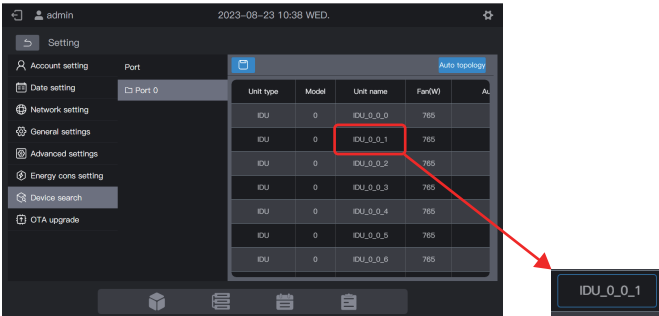 admin
2023-08-23 10:38 WED.
Setting
Account setting
Date setting
Network setting
General settings
Advanced settings
Energy cons setting
Device search
OTA upgrade
Port
Port 0
Auto topology
Unit type Model Unit name Fan(W) Au
IDU 0 IDU_0_0_0 765
IDU 0 IDU_0_0_1 765
IDU 0 IDU_0_0_2 765
IDU 0 IDU_0_0_3 765
IDU 0 IDU_0_0_4 765
IDU 0 IDU_0_0_5 765
IDU 0 IDU_0_0_6 765
IDU_0_0_1